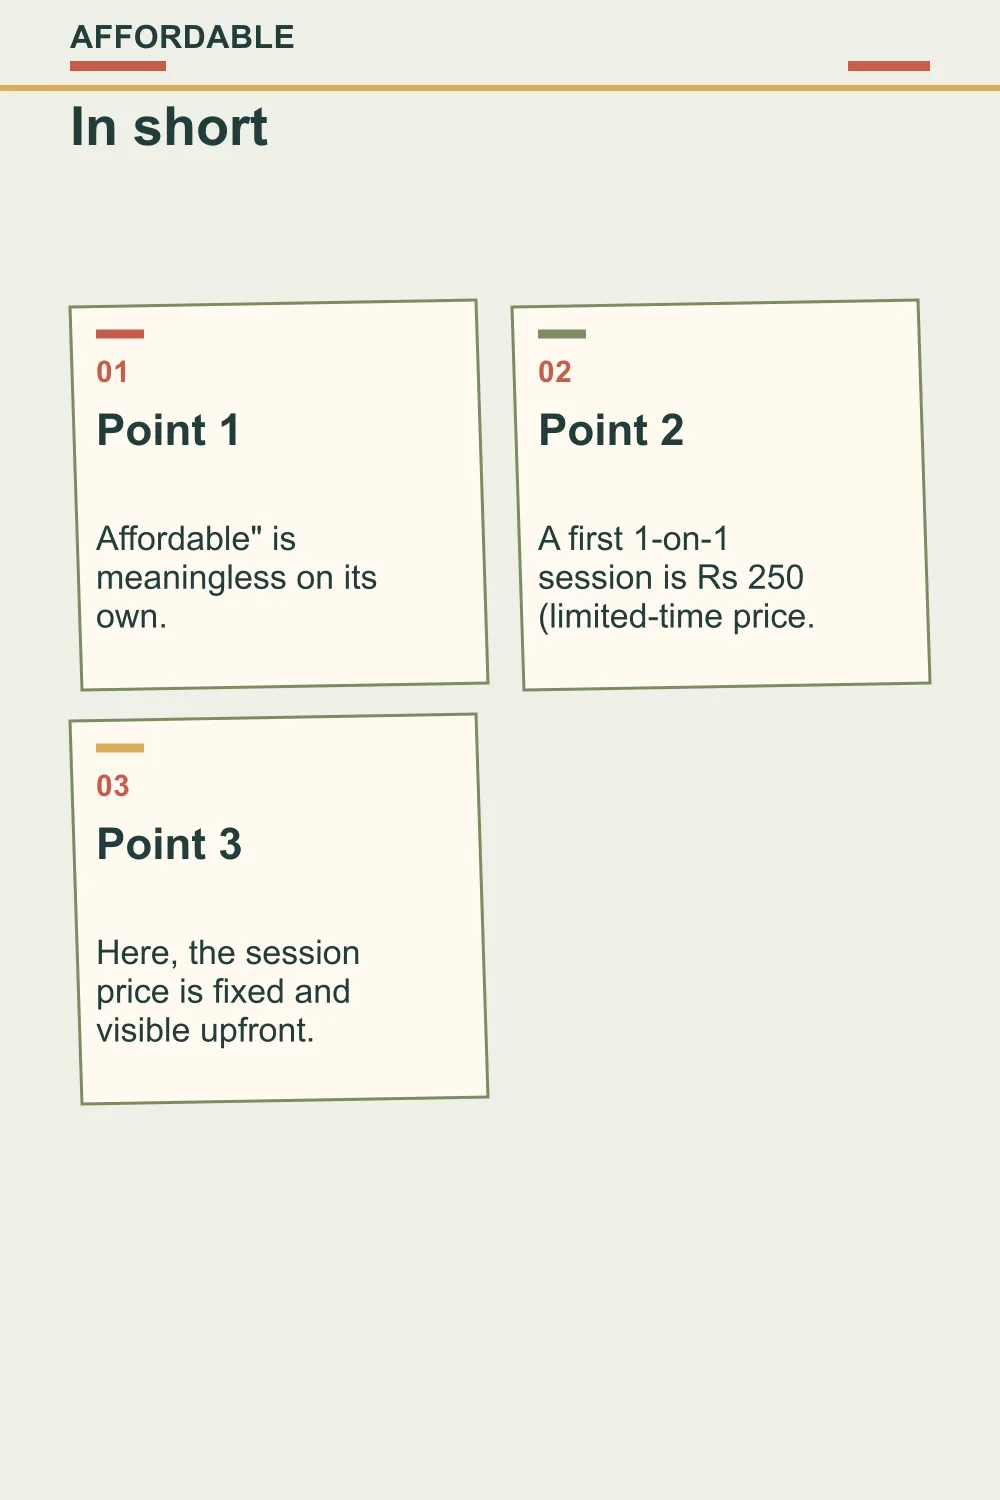 AFFORDABLE
In short
01
Point 1
Affordable" is
meaningless on its
own.
02
Point 2
A first 1-on-1
session is Rs 250
(limited-time price.
03
Point 3
Here, the session
price is fixed and
visible upfront.